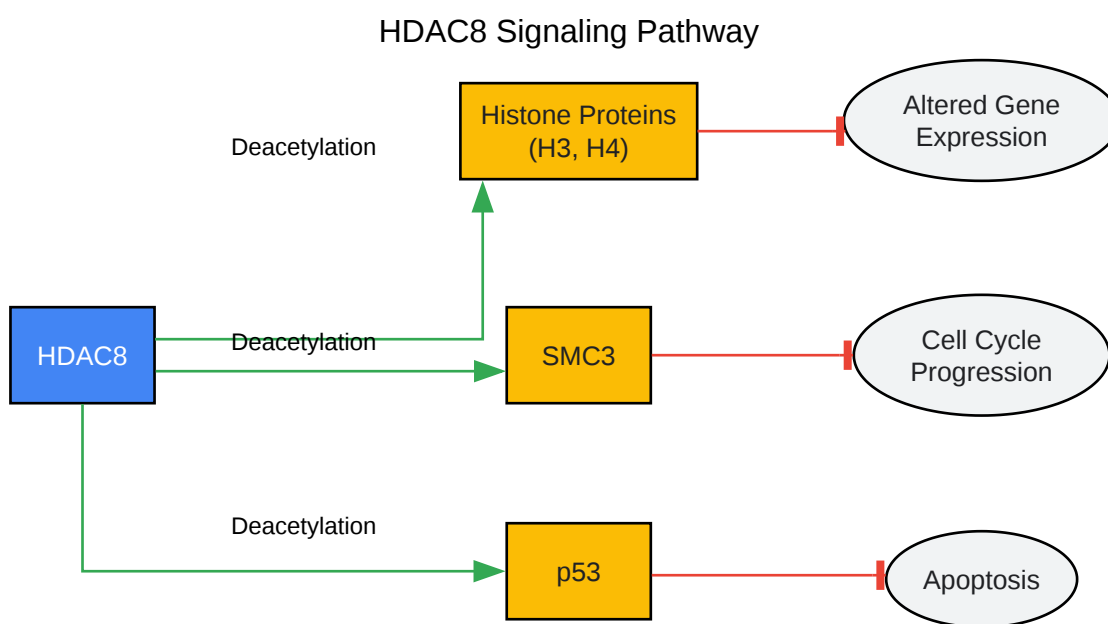 HDAC8 Signaling Pathway
Deacetylation
Histone Proteins
(H3, H4)
Altered Gene
Expression
HDAC8
Deacetylation
SMC3
Cell Cycle
Progression
Deacetylation
p53
Apoptosis